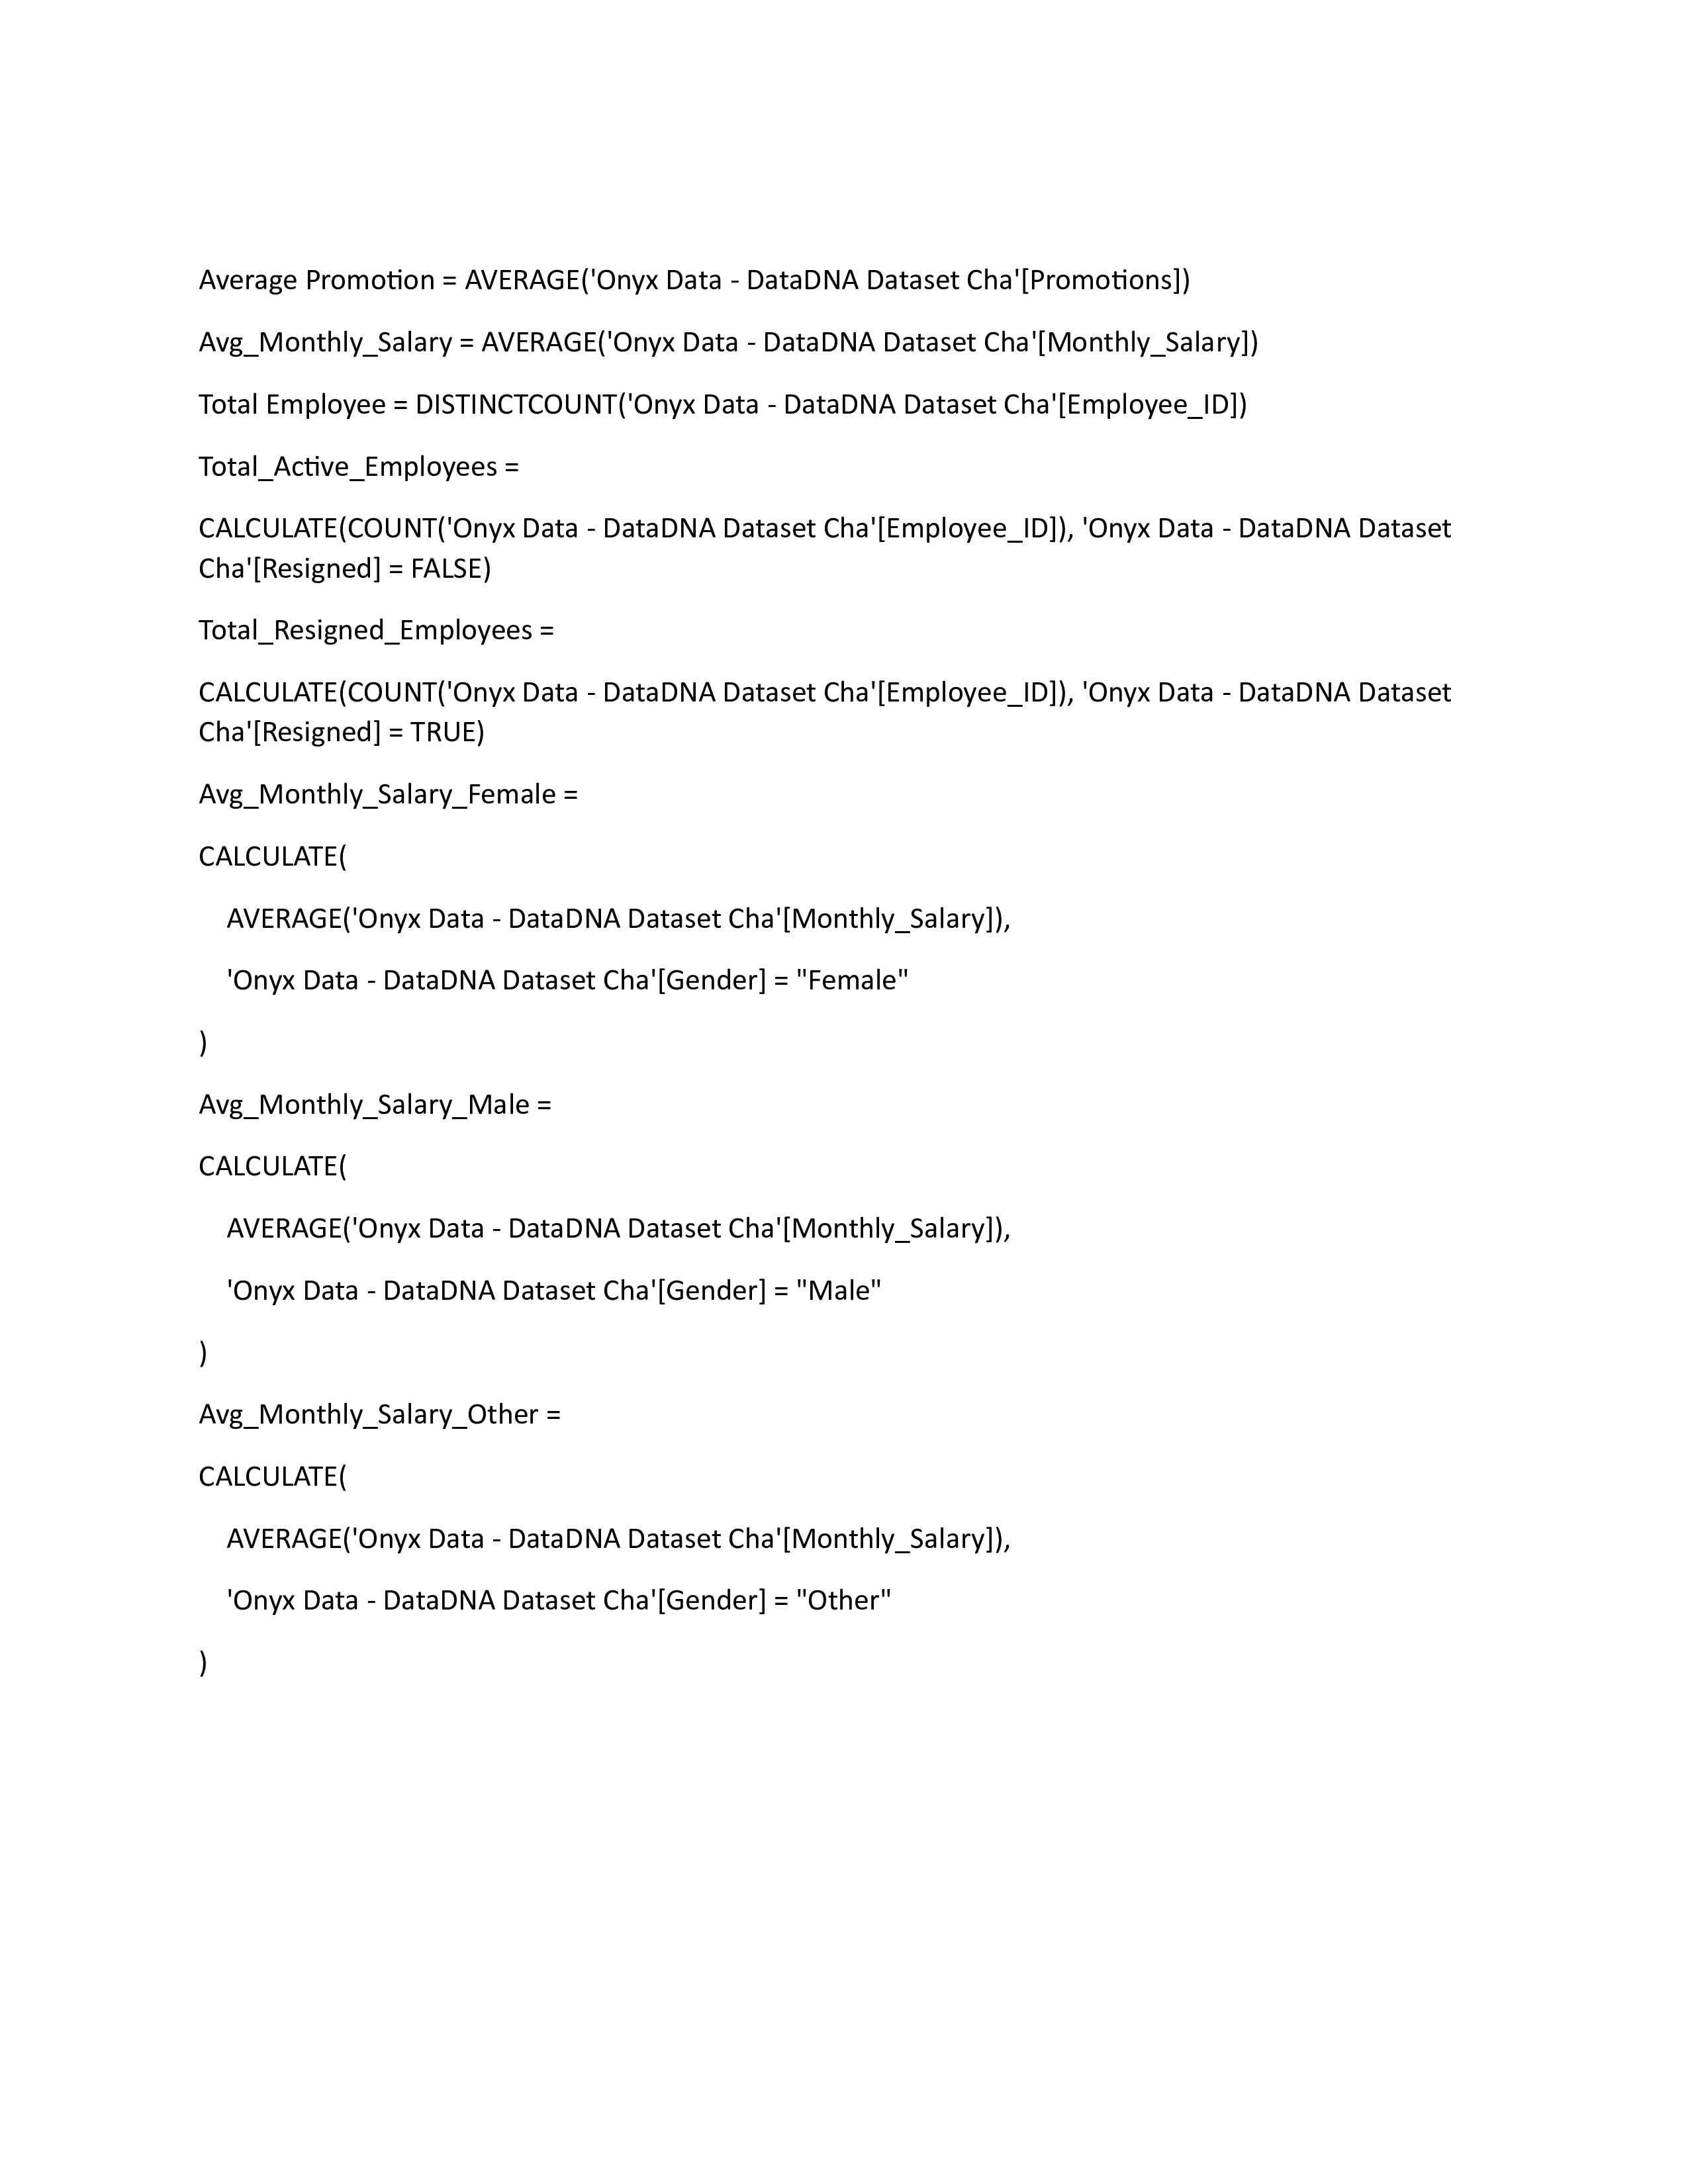 Average Promotion = AVERAGE('Onyx Data - DataDNA Dataset Cha'[Promotions])
Avg_Monthly_Salary = AVERAGE('Onyx Data - DataDNA Dataset Cha'[Monthly_Salary])
Total Employee = DISTINCTCOUNT('Onyx Data - DataDNA Dataset Cha'[Employee_ID])
Total_Active_Employees =
CALCULATE(COUNT('Onyx Data - DataDNA Dataset Cha'[Employee_ID]), 'Onyx Data - DataDNA Dataset
Cha'[Resigned] = FALSE)
Total_Resigned_Employees =
CALCULATE(COUNT('Onyx Data - DataDNA Dataset Cha'[Employee_ID]), 'Onyx Data - DataDNA Dataset
Cha'[Resigned] = TRUE)
Avg_Monthly_Salary_Female =
CALCULATE(
    AVERAGE('Onyx Data - DataDNA Dataset Cha'[Monthly_Salary]),
    'Onyx Data - DataDNA Dataset Cha'[Gender] = "Female"
)
Avg_Monthly_Salary_Male =
CALCULATE(
    AVERAGE('Onyx Data - DataDNA Dataset Cha'[Monthly_Salary]),
    'Onyx Data - DataDNA Dataset Cha'[Gender] = "Male"
)
Avg_Monthly_Salary_Other =
CALCULATE(
    AVERAGE('Onyx Data - DataDNA Dataset Cha'[Monthly_Salary]),
    'Onyx Data - DataDNA Dataset Cha'[Gender] = "Other"
)